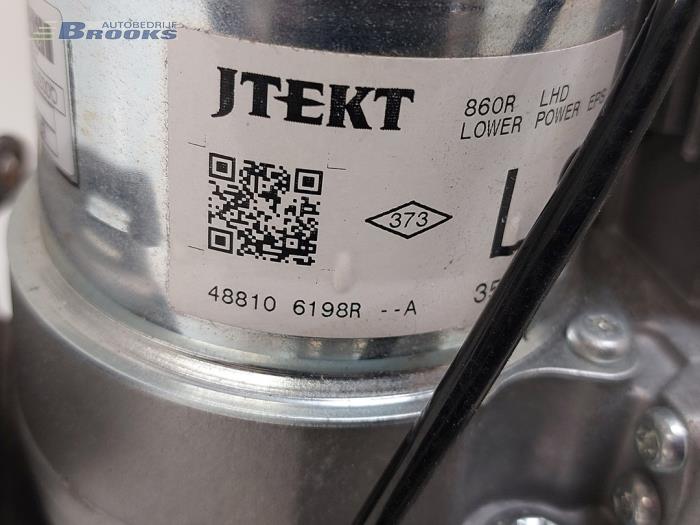 AUTOBEDRIJF
BROOKS
JTEKT
860R LHD
LOWER POWER EPS
373
48810 6198R --A